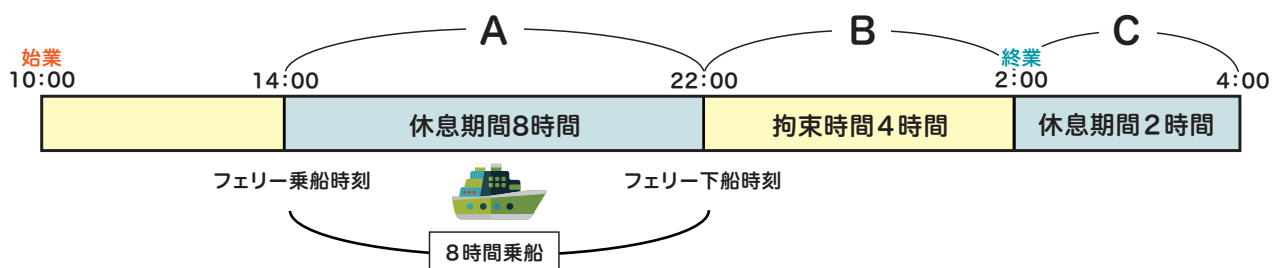 A
B
C
始業
終業
10:00
14:00
22:00
2:00
4:00
休息期間8時間
拘束時間4時間
休息期間2時間
フェリー乗船時刻
フェリー下船時刻
8時間乗船